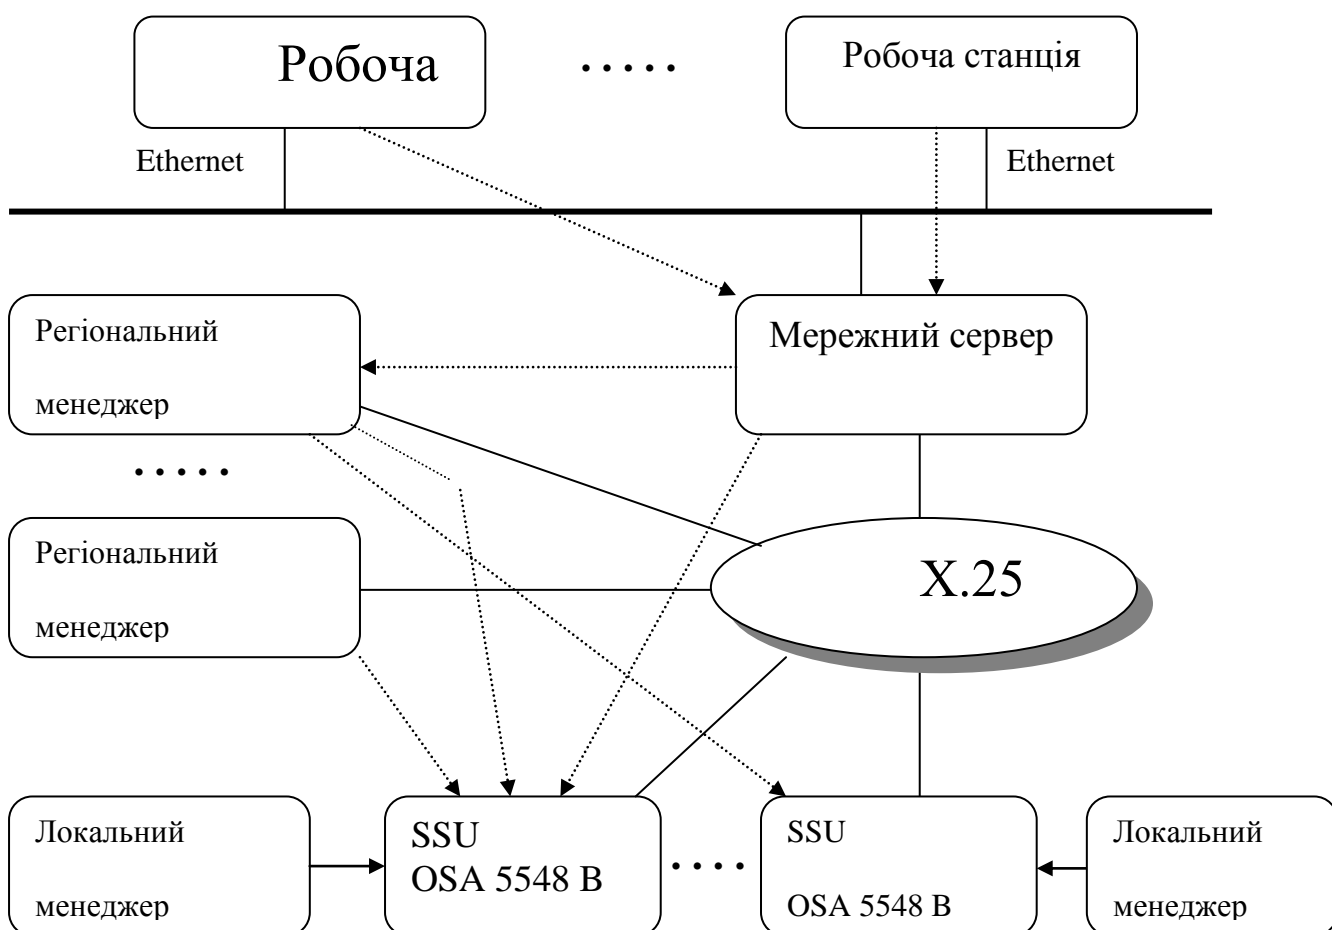 Робоча
Робоча станція
Ethernet
Ethernet
Регіональний
менеджер
Мережний сервер
Регіональний
менеджер
X.25
Локальний
менеджер
SSU
OSA 5548 B
SSU
OSA 5548 B
Локальний
менеджер